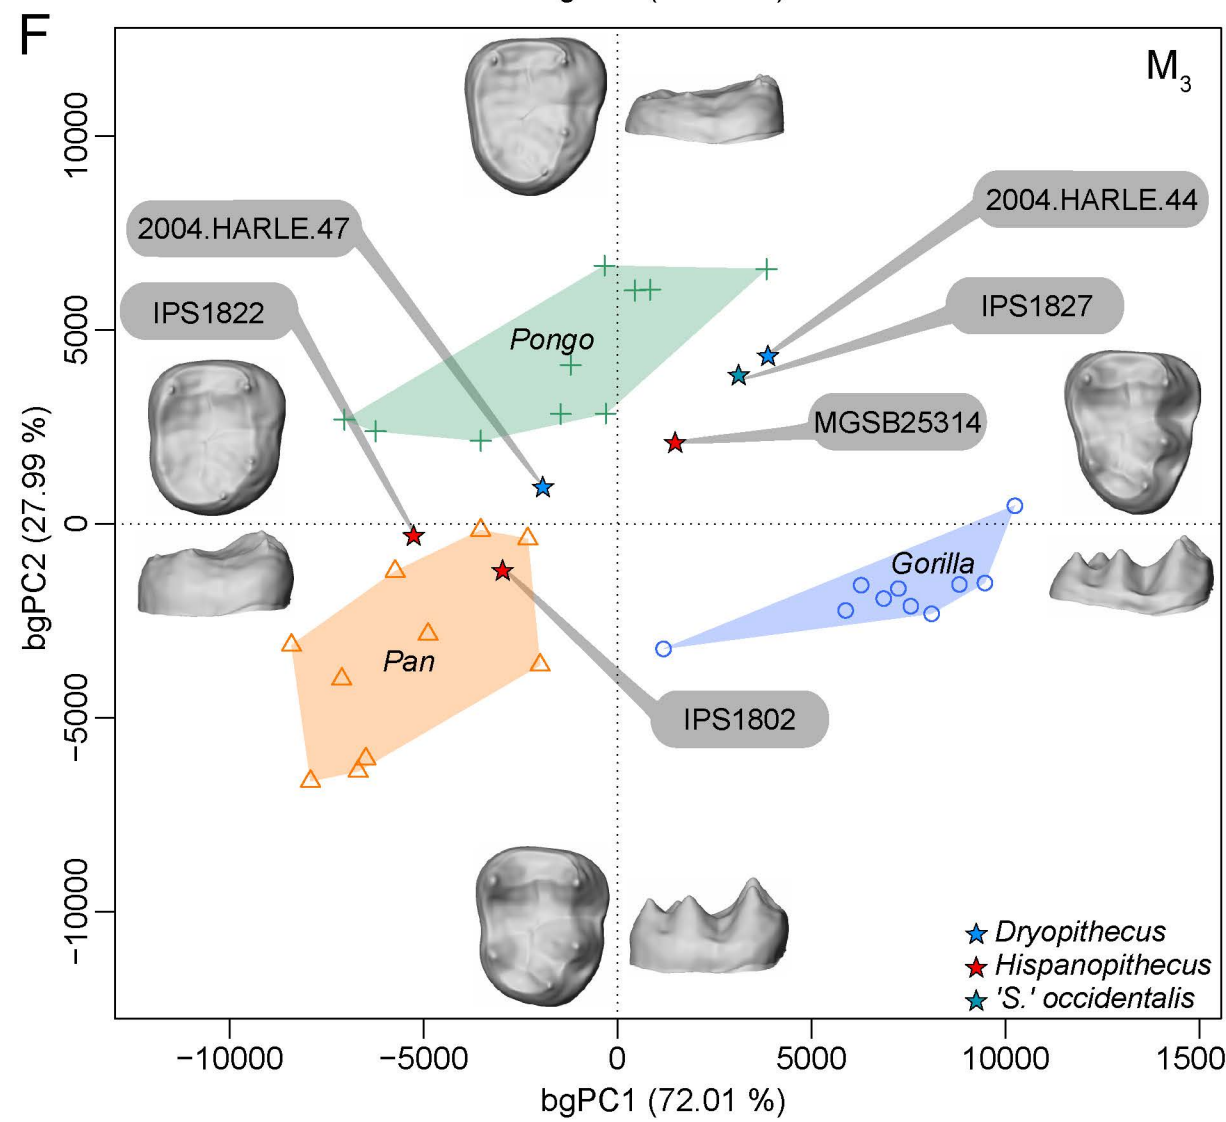 F
M3
2004.HARLE.44
2004.HARLE.47
IPS1827
IPS1822
Pongo
MGSB25314
Gorilla
Pan
IPS1802
Dryopithecus
Hispanopithecus
'S.' occidentalis
10000
5000
0
−5000
−10000
bgPC2 (27.99 %)
−10000 −5000 0 5000 10000 1500
bgPC1 (72.01 %)